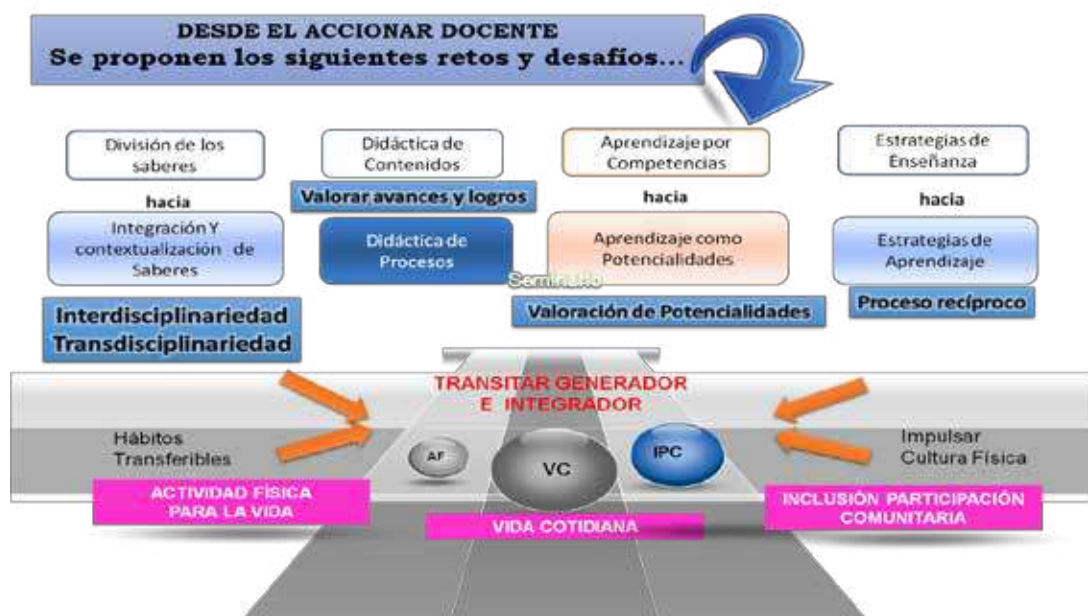 DESDE EL ACCIONAR DOCENTE
Se proponen los siguientes retos y desafíos...
División de los
saberes
hacia
Integración Y
contextualización de
Saberes
Interdisciplinariedad
Transdisciplinariedad
Didáctica de
Contenidos
Valorar avances y logros
Didáctica de
Procesos
Seminario
Aprendizaje por
Competencias
hacia
Aprendizaje como
Potencialidades
Valoración de Potencialidades
Estrategias de
Enseñanza
hacia
Estrategias de
Aprendizaje
Proceso recíproco
TRANSITAR GENERADOR
E INTEGRADOR
Hábitos
Transferibles
AF
VC
IPC
Impulsar
Cultura Física
ACTIVIDAD FÍSICA
PARA LA VIDA
VIDA COTIDIANA
INCLUSIÓN PARTICIPACIÓN
COMUNITARIA